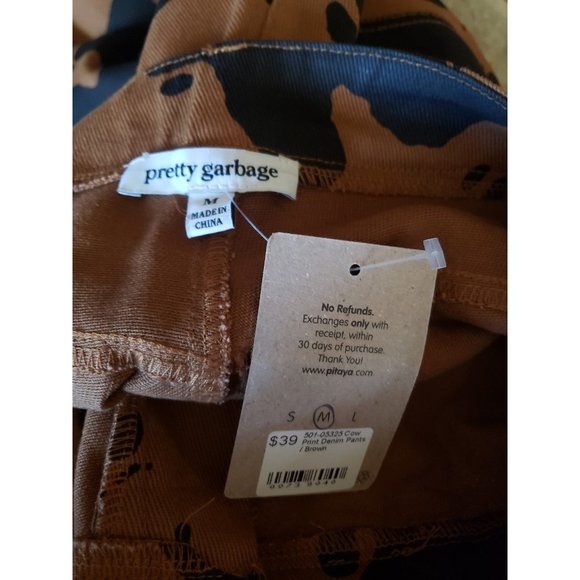 pretty garbage
M
MADE IN
CHINA
No Refunds.
Exchanges only with
receipt, within
30 days of purchase.
Thank You!
www.pitaya.com
S M L
$39
501-05325 Cow
Print Denim Pants
/ Brown